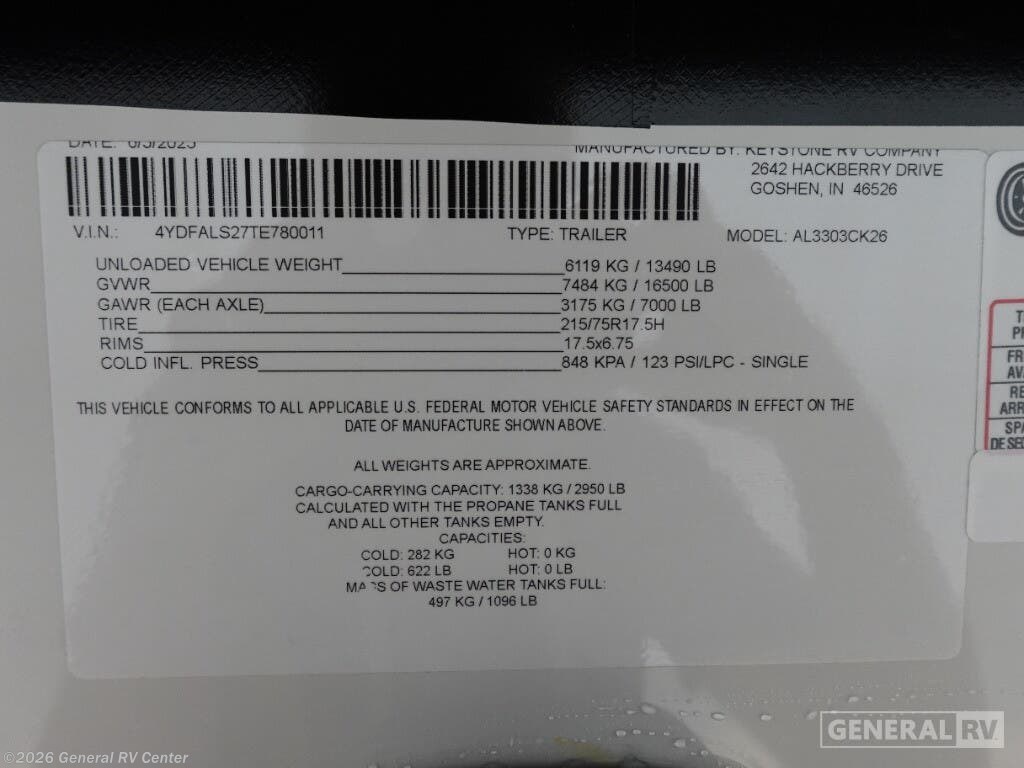 DATE: 6/5/2025
MANUFACTURED BY: KEYSTONE RV COMPANY
2642 HACKBERRY DRIVE
GOSHEN, IN 46526
V.I.N.: 4YDFALS27TE780011 TYPE: TRAILER MODEL: AL3303CK26
UNLOADED VEHICLE WEIGHT 6119 KG / 13490 LB
GVWR 7484 KG / 16500 LB
GAWR (EACH AXLE) 3175 KG / 7000 LB
TIRE 215/75R17.5H
RIMS 17.5x6.75
COLD INFL. PRESS 848 KPA / 123 PSI/LPC - SINGLE
THIS VEHICLE CONFORMS TO ALL APPLICABLE U.S. FEDERAL MOTOR VEHICLE SAFETY STANDARDS IN EFFECT ON THE
DATE OF MANUFACTURE SHOWN ABOVE.
ALL WEIGHTS ARE APPROXIMATE.
CARGO-CARRYING CAPACITY: 1338 KG / 2950 LB
CALCULATED WITH THE PROPANE TANKS FULL
AND ALL OTHER TANKS EMPTY.
CAPACITIES:
COLD: 282 KG HOT: 0 KG
COLD: 622 LB HOT: 0 LB
MASS OF WASTE WATER TANKS FULL:
497 KG / 1096 LB
GENERAL RV
©2026 General RV Center